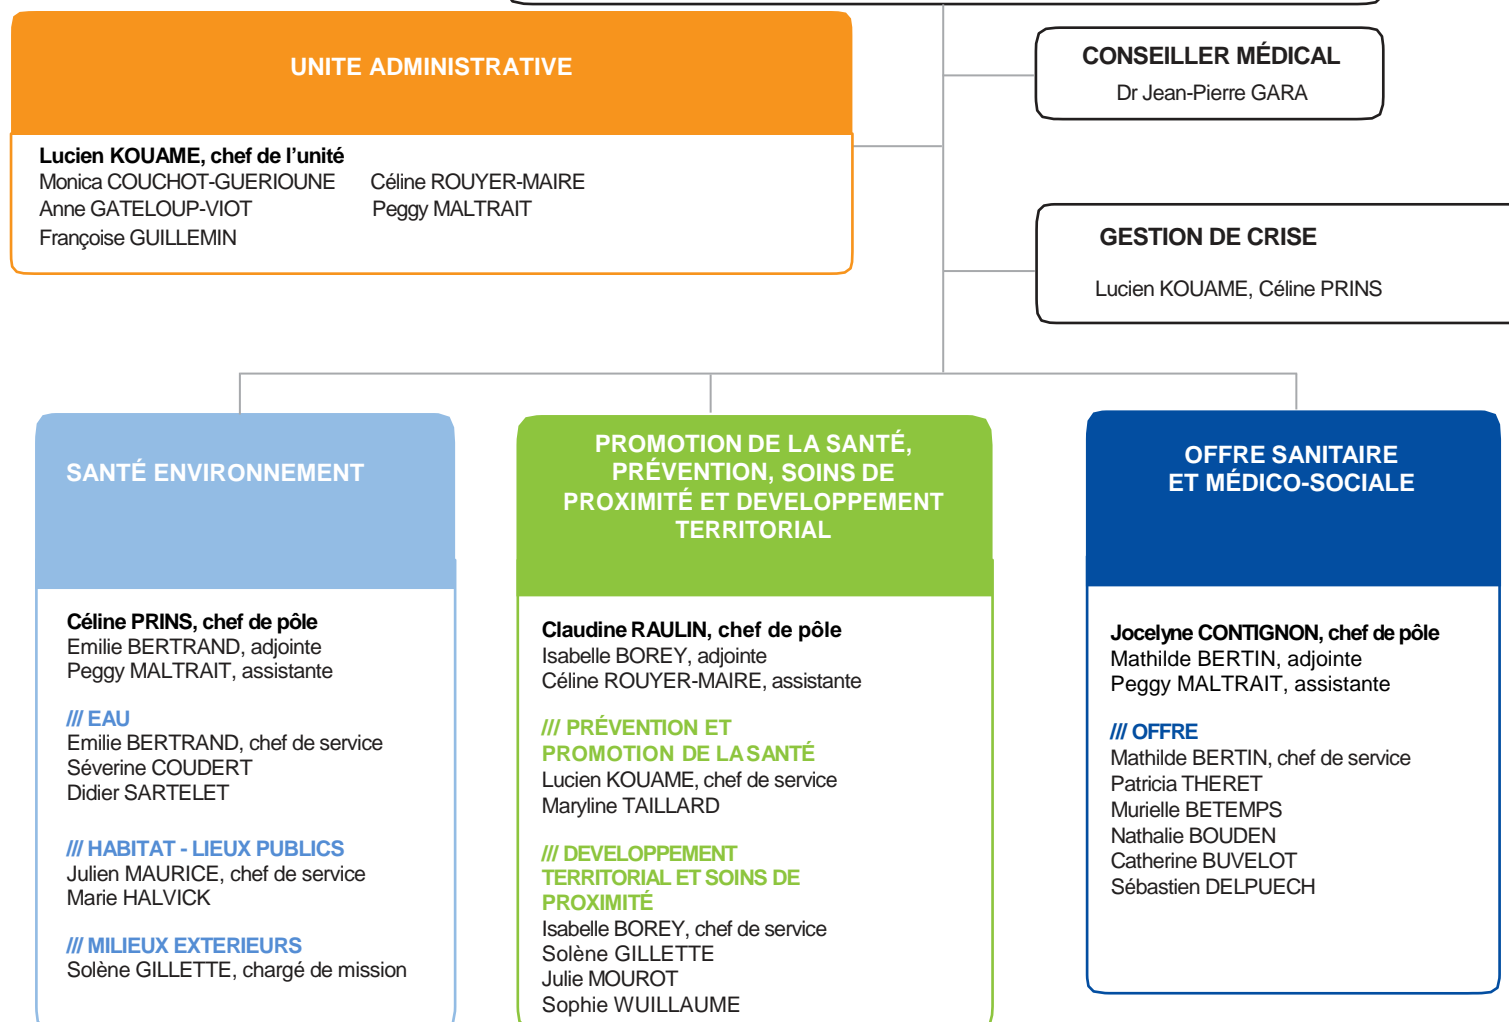 UNITE ADMINISTRATIVE
Lucien KOUAME, chef de l’unité
Monica COUCHOT-GUERIOUNE Céline ROUYER-MAIRE
Anne GATELOUP-VIOT Peggy MALTRAIT
Françoise GUILLEMIN
CONSEILLER MÉDICAL
Dr Jean-Pierre GARA
GESTION DE CRISE
Lucien KOUAME, Céline PRINS
SANTÉ ENVIRONNEMENT
Céline PRINS, chef de pôle
Emilie BERTRAND, adjointe
Peggy MALTRAIT, assistante
/// EAU
Emilie BERTRAND, chef de service
Séverine COUDERT
Didier SARTELET
/// HABITAT - LIEUX PUBLICS
Julien MAURICE, chef de service
Marie HALVICK
/// MILIEUX EXTERIEURS
Solène GILLETTE, chargé de mission
PROMOTION DE LA SANTÉ,
PRÉVENTION, SOINS DE
PROXIMITÉ ET DEVELOPPEMENT
TERRITORIAL
Claudine RAULIN, chef de pôle
Isabelle BOREY, adjointe
Céline ROUYER-MAIRE, assistante
/// PRÉVENTION ET
PROMOTION DE LA SANTÉ
Lucien KOUAME, chef de service
Maryline TAILLARD
/// DEVELOPPEMENT
TERRITORIAL ET SOINS DE
PROXIMITÉ
Isabelle BOREY, chef de service
Solène GILLETTE
Julie MOUROT
Sophie WUILLAUME
OFFRE SANITAIRE
ET MÉDICO-SOCIALE
Jocelyne CONTIGNON, chef de pôle
Mathilde BERTIN, adjointe
Peggy MALTRAIT, assistante
/// OFFRE
Mathilde BERTIN, chef de service
Patricia THERET
Murielle BETEMPS
Nathalie BOUDEN
Catherine BUVELOT
Sébastien DELPUECH